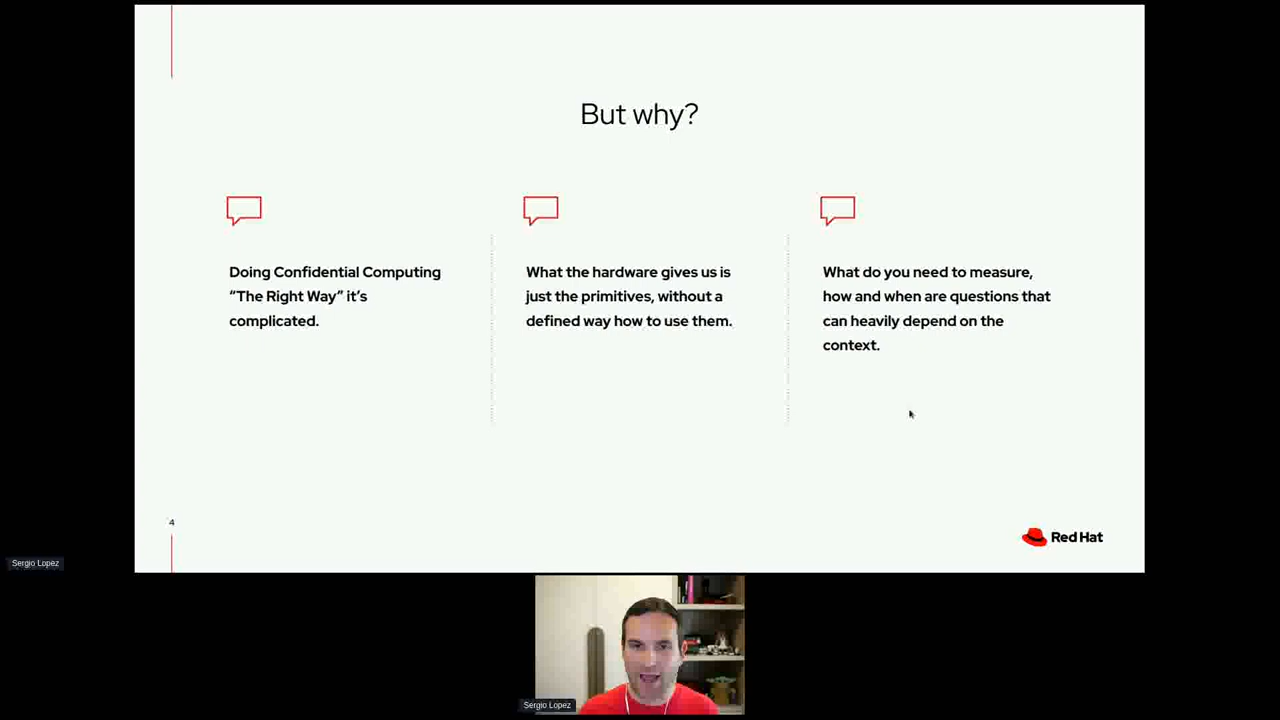 But why?
Doing Confidential Computing
“The Right Way” it’s
complicated.
What the hardware gives us is
just the primitives, without a
defined way how to use them.
What do you need to measure,
how and when are questions that
can heavily depend on the
context.
4
Red Hat
Sergio Lopez
Sergio Lopez